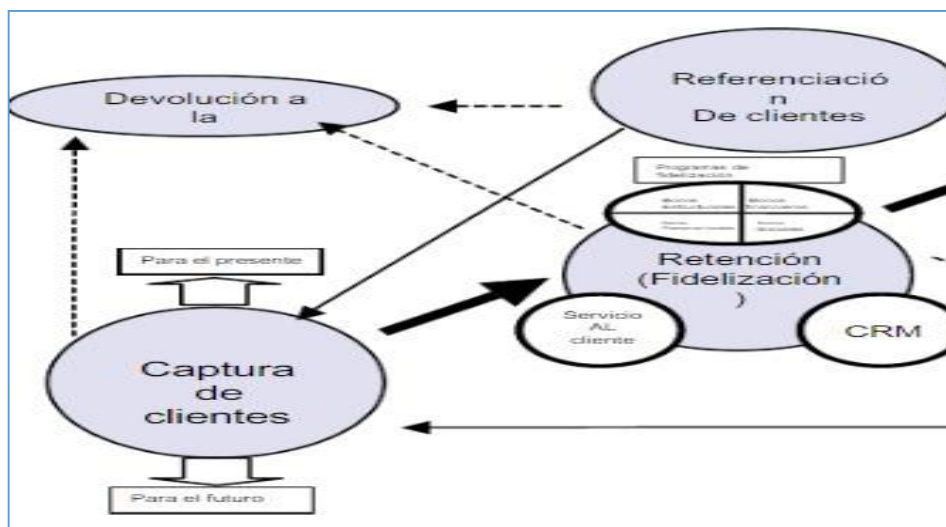 Devolución a
la
Referenciació
n
De clientes
Programas de
fidelización
Retención
(Fidelización
)
Servicio
AL
cliente
CRM
Para el presente
Captura
de
clientes
Para el futuro